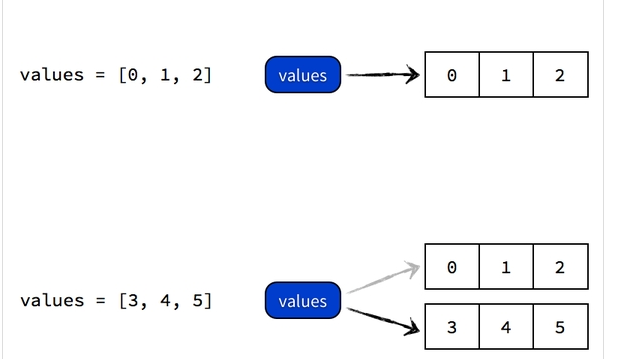 values = [0, 1, 2] values 0 1 2
0 1 2
values = [3, 4, 5] values
3 4 5